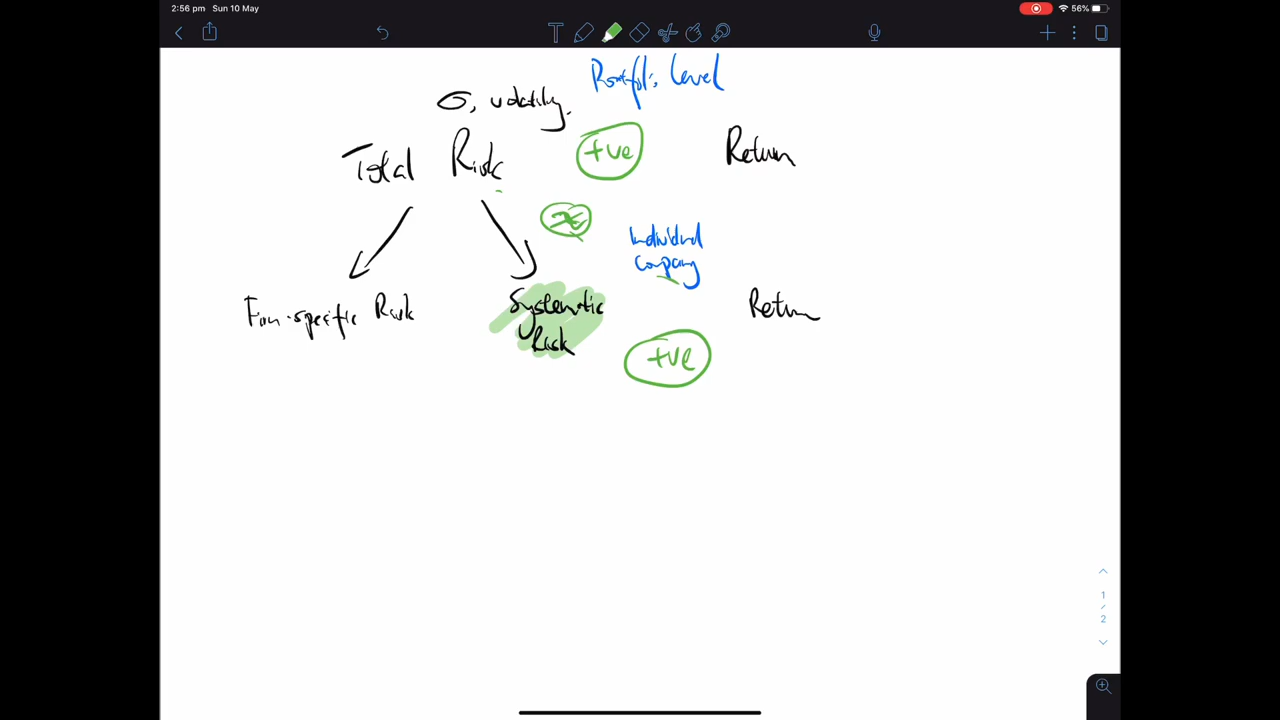 2:56 pm Sun 10 May
56%
Portfolio Level
σ, volatility.
Total Risk
+ve
Return
Individual
Company
Firm-specific Risk
Systematic
Risk
Return
+ve
1
/
2